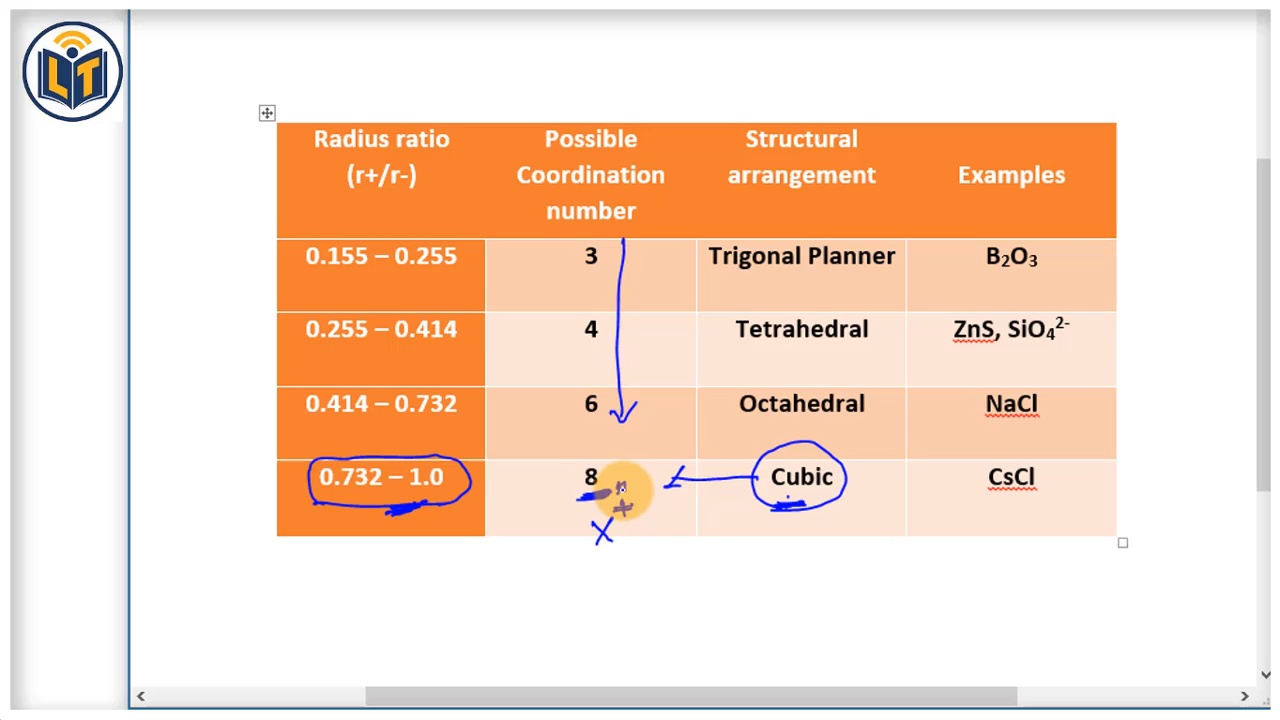 LT
Radius ratio
(r+/r-)
Possible
Coordination
number
Structural
arrangement
Examples
0.155 – 0.255
3
Trigonal Planner
B₂O₃
0.255 – 0.414
4
Tetrahedral
ZnS, SiO₄²⁻
0.414 – 0.732
6
Octahedral
NaCl
0.732 – 1.0
8
Cubic
CsCl